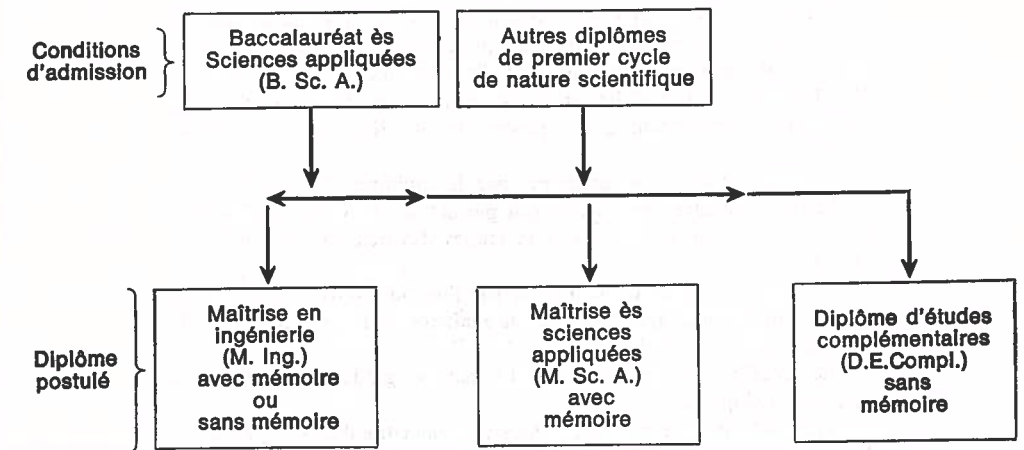 Conditions
d'admission
Baccalauréat ès
Sciences appliquées
(B. Sc. A.)
Autres diplômes
de premier cycle
de nature scientifique
Diplôme
postulé
Maîtrise en
ingénierie
(M. Ing.)
avec mémoire
ou
sans mémoire
Maîtrise ès
sciences
appliquées
(M. Sc. A.)
avec
mémoire
Diplôme d'études
complémentaires
(D.E.Compl.)
sans
mémoire